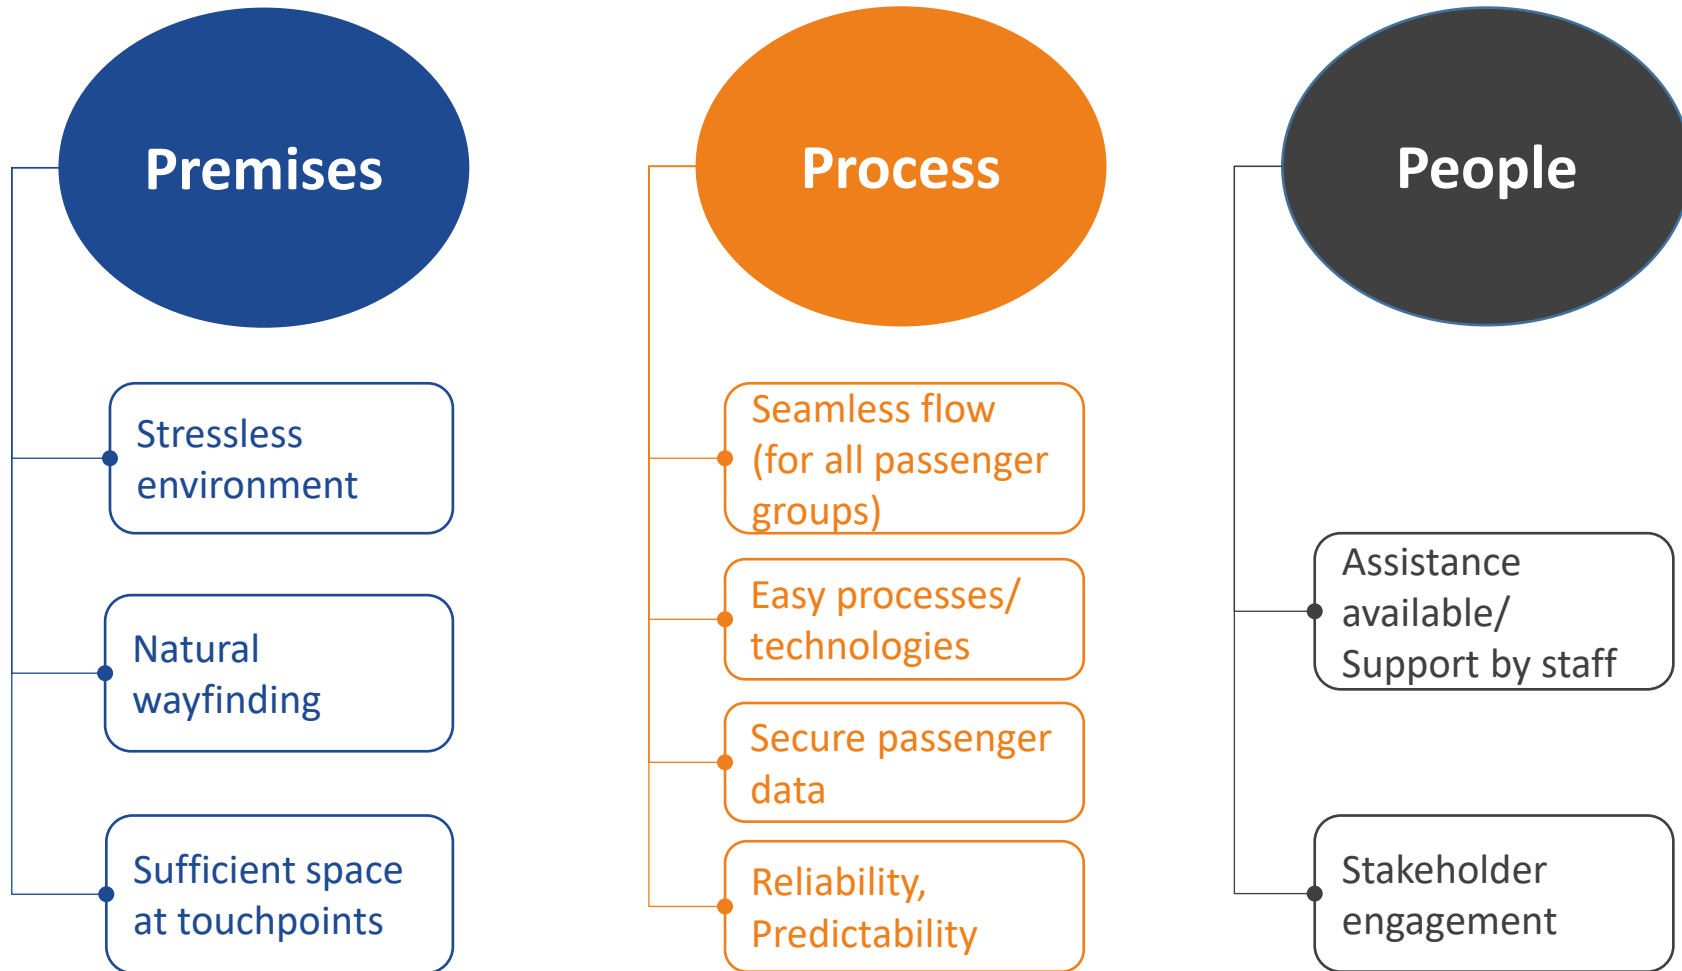 Premises
Stressless
environment
Natural
wayfinding
Sufficient space
at touchpoints
Process
Seamless flow
(for all passenger
groups)
Easy processes/
technologies
Secure passenger
data
Reliability,
Predictability
People
Assistance
available/
Support by staff
Stakeholder
engagement